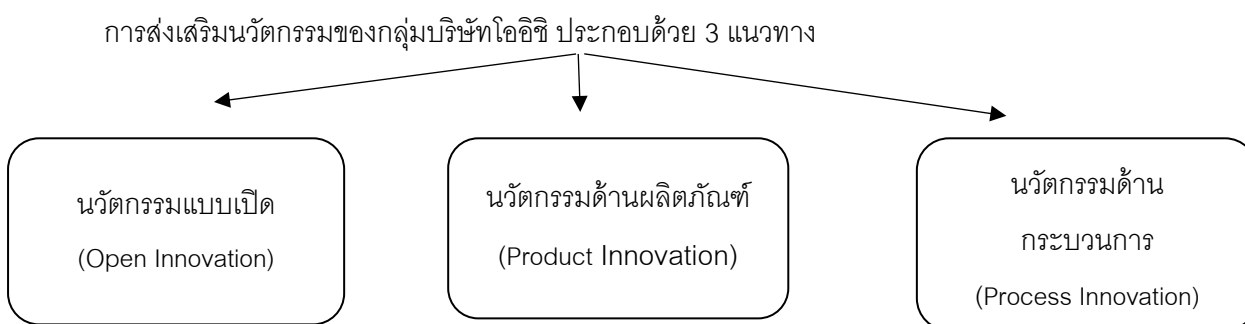 การส่งเสริมนวัตกรรมของกลุ่มบริษัทโออิชิ ประกอบด้วย 3 แนวทาง
นวัตกรรมแบบเปิด
(Open Innovation)
นวัตกรรมด้านผลิตภัณฑ์
(Product Innovation)
นวัตกรรมด้าน
กระบวนการ
(Process Innovation)